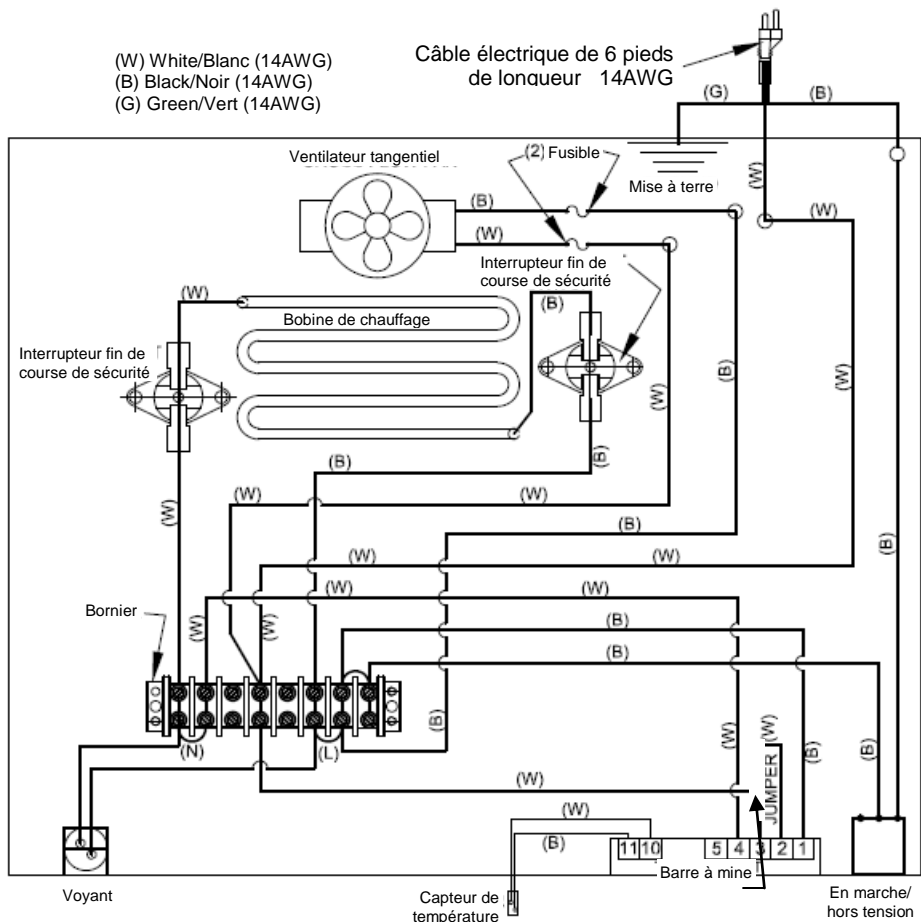 (W) White/Blanc (14AWG)
(B) Black/Noir (14AWG)
(G) Green/Vert (14AWG)
Câble électrique de 6 pieds
de longueur 14AWG
(G)
(B)
Ventilateur tangentiel
(2) Fusible
Mise à terre
(W)
(W)
(B)
(W)
Interrupteur fin de
course de sécurité
(W)
(B)
Bobine de chauffage
Interrupteur fin de
course de sécurité
(B)
(W)
(W)
(B)
(B)
(W)
(W)
(W)
(B)
(B)
(W)
(W)
(W)
(W)
Bornier
(W)
(W)
(B)
(B)
(N)
(L)
(B)
(W)
(W)
(B)
(B)
(W)
JUMPER
(W)
(B)
11 10 5 4 3 2 1
Barre à mine
Voyant
Capteur de
température
En marche/
hors tension